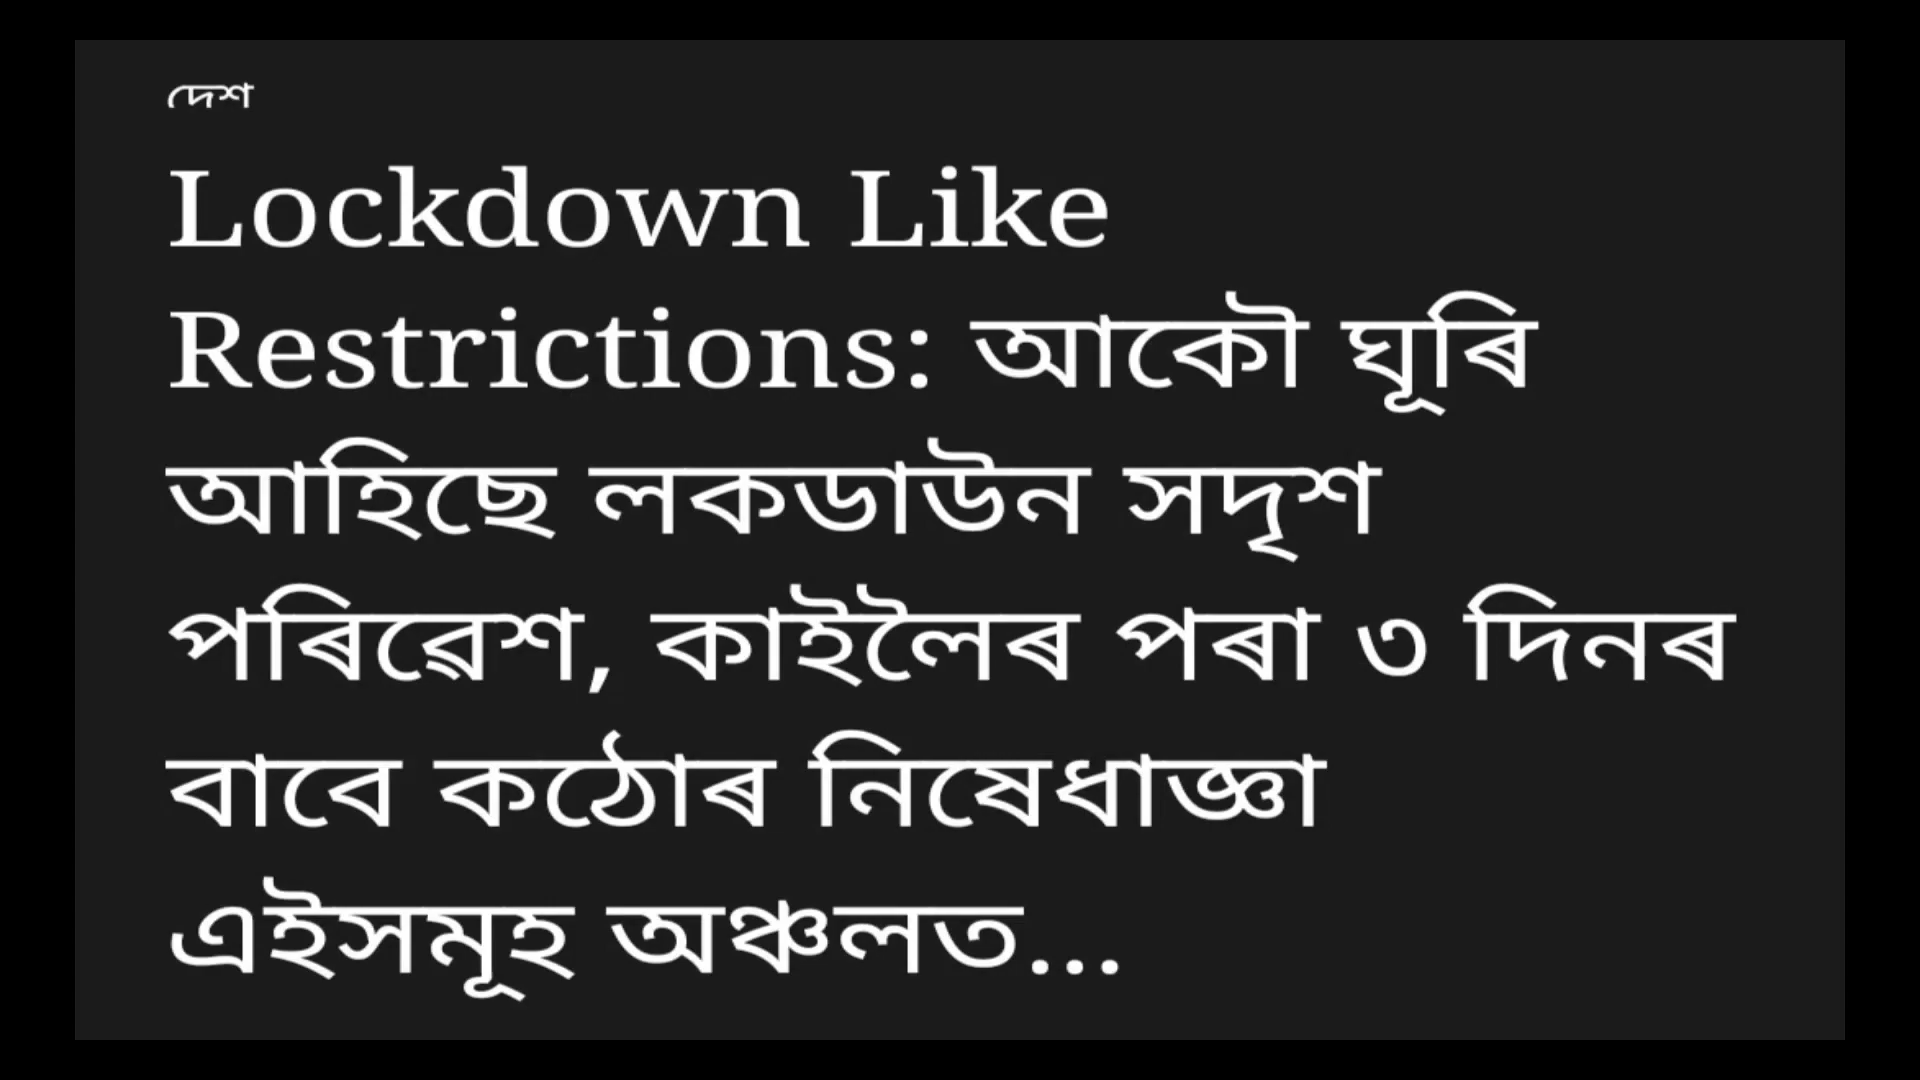 দেশ
Lockdown Like
Restrictions: আকৌ ঘূৰি
আহিছে লকডাউন সদৃশ
পৰিৱেশ, কাইলৈৰ পৰা ৩ দিনৰ
বাবে কঠোৰ নিষেধাজ্ঞা
এইসমূহ অঞ্চলত...